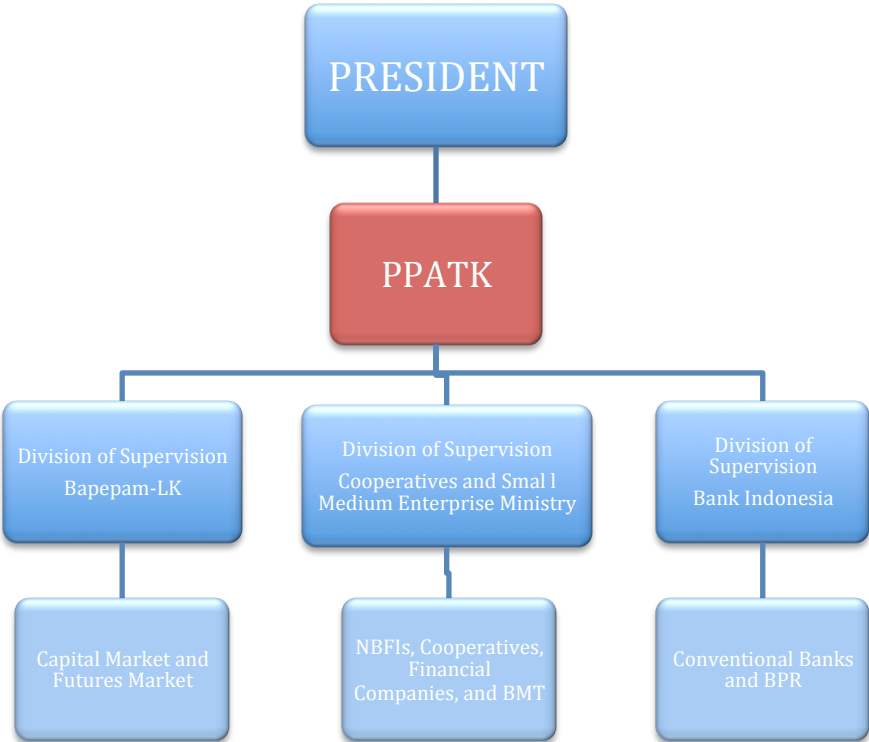 PRESIDENT
PPATK
Division of Supervision
Bapepam-LK
Division of Supervision
Cooperatives and Smal l
Medium Enterprise Ministry
Division of
Supervision
Bank Indonesia
Capital Market and
Futures Market
NBFIs, Cooperatives,
Financial
Companies, and BMT
Conventional Banks
and BPR